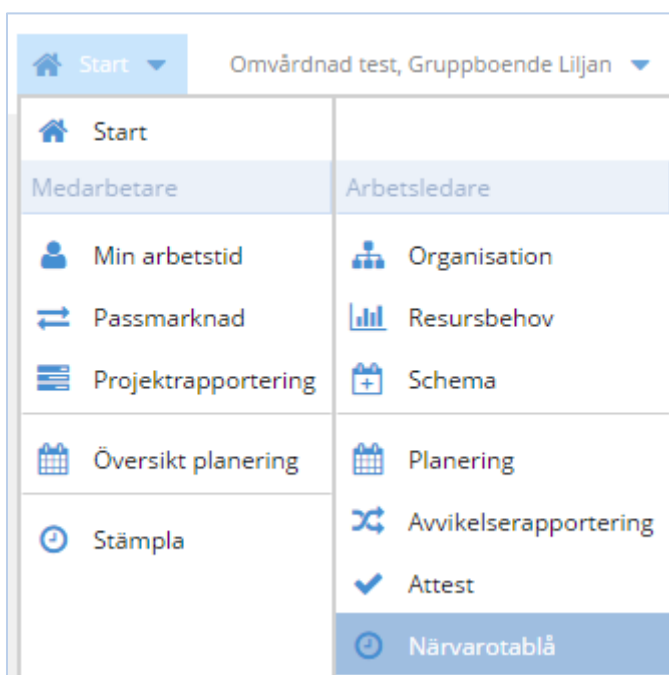 Start
Omvårdnad test, Gruppboende Liljan
Start
Medarbetare
Min arbetstid
Passmarknad
Projektrapportering
Översikt planering
Stämpla
Arbetsledare
Organisation
Resursbehov
Schema
Planering
Avvikelserapportering
Attest
Närvarotablå